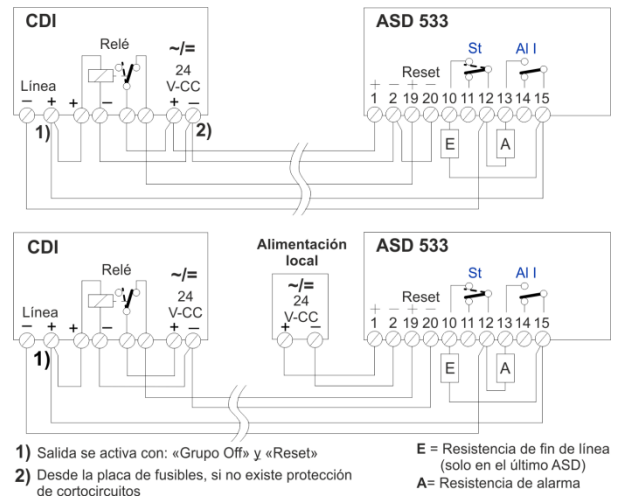 CDI
ASD 533
Relé
~/=
24
V-CC
Línea
− + + − + −
1)
2)
St
Al I
Reset
+ − + −
1 2 19 20 10 11 12 13 14 15
E
A
CDI
Alimentación
local
ASD 533
Relé
~/=
24
V-CC
Línea
− + + − + −
1)
~/=
24
V-CC
+ −
St
Al I
Reset
+ − + −
1 2 19 20 10 11 12 13 14 15
E
A
1) Salida se activa con: «Grupo Off» y «Reset»
2) Desde la placa de fusibles, si no existe protección
de cortocircuitos
E = Resistencia de fin de línea
(solo en el último ASD)
A= Resistencia de alarma